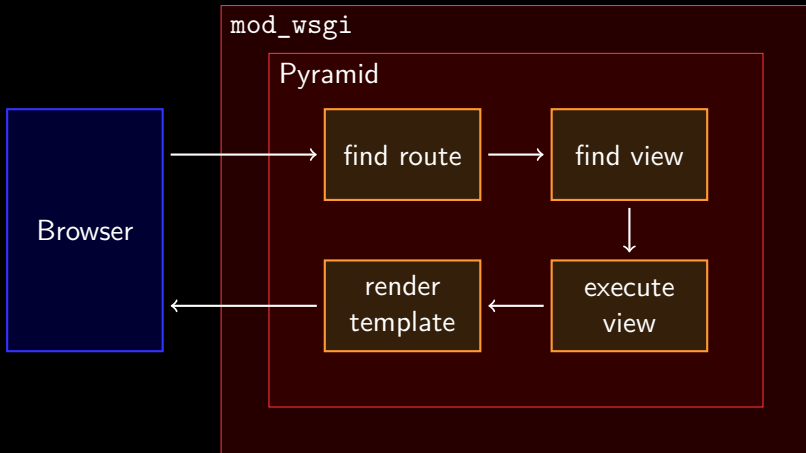 mod_wsgi
Pyramid
find route
find view
Browser
render
template
execute
view